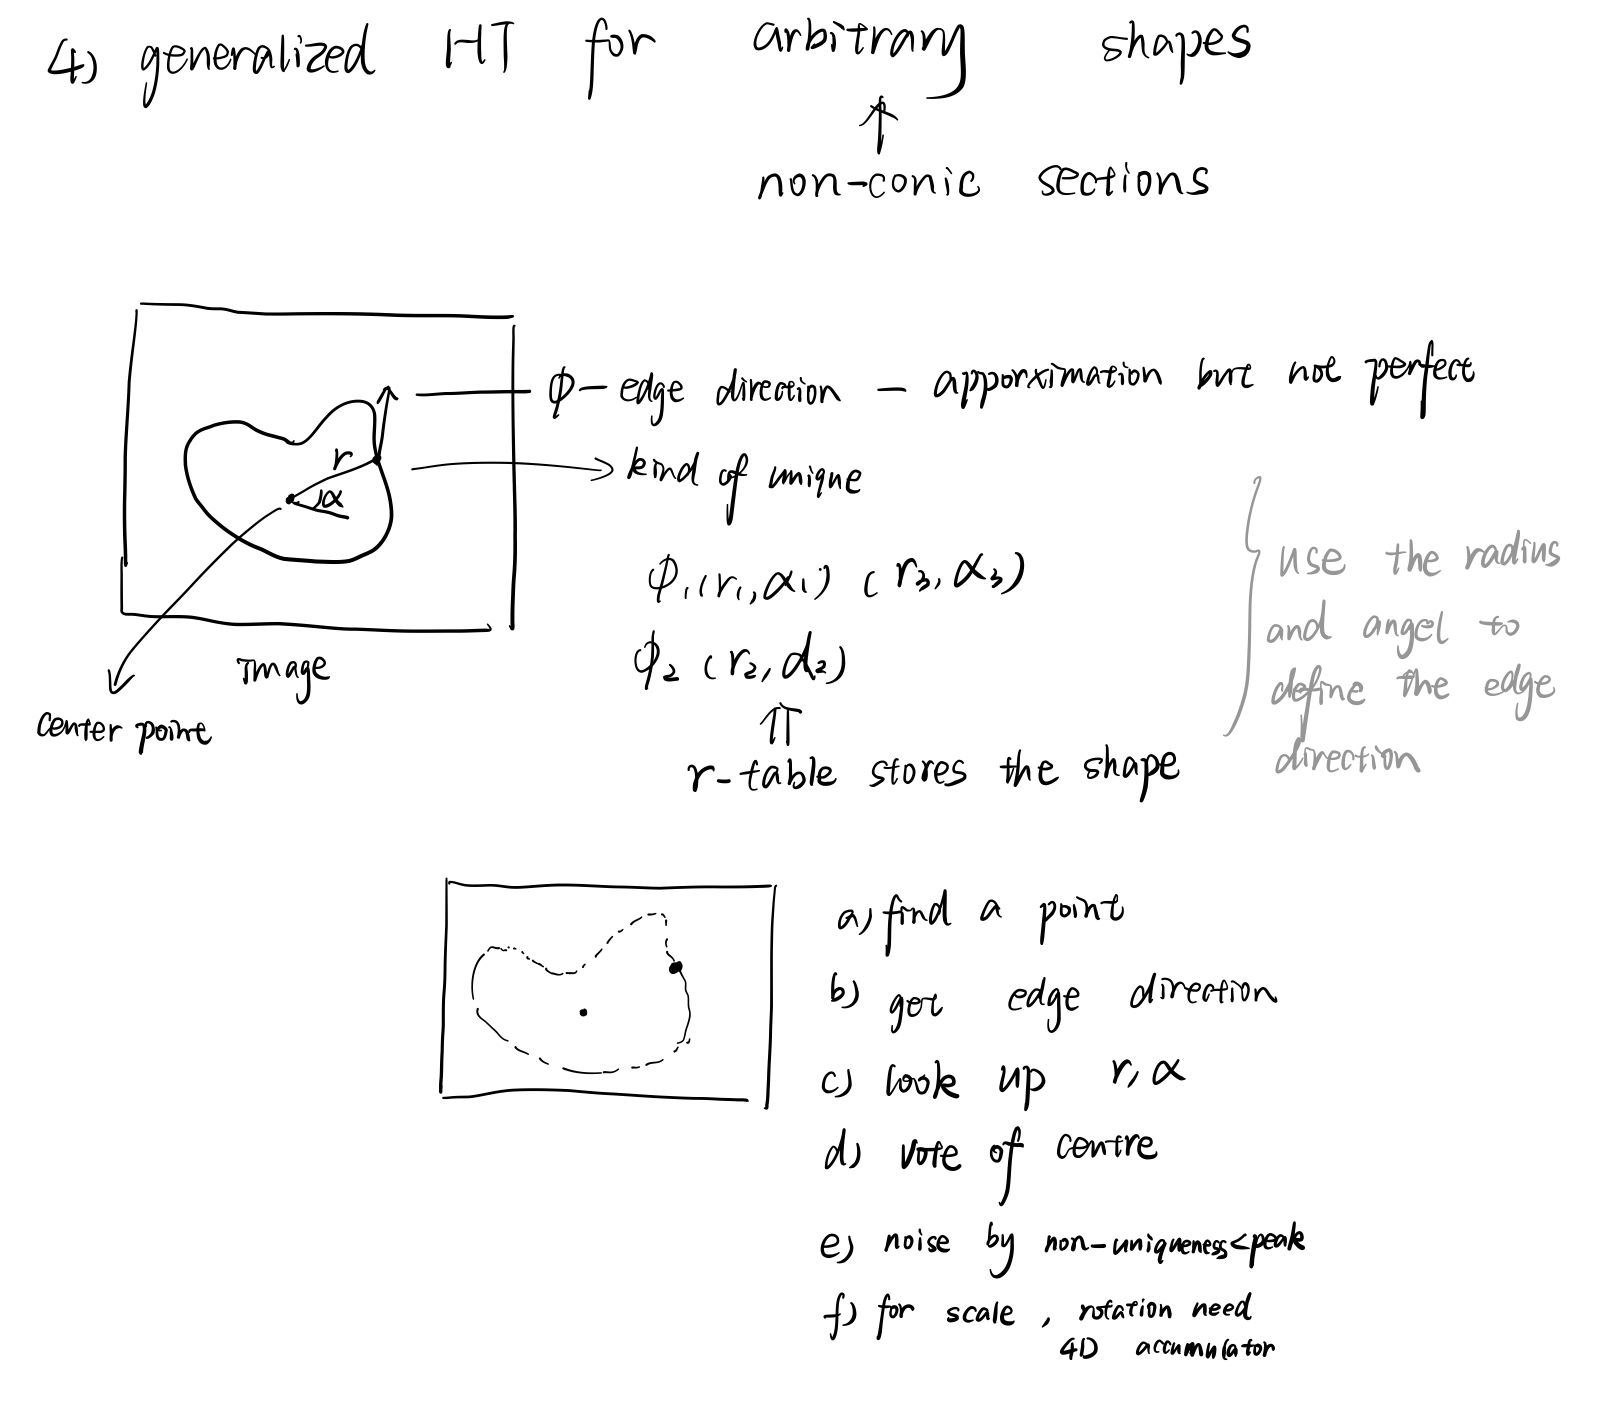 4) generalized HT for arbitrary shapes
↑
non-conic sections
ϕ - edge direction - apporximation but not perfect
r
α
kind of unique
ϕ1 (r1, α1) (r3, α3)
ϕ2 (r2, d2)
⇑
r-table stores the shape
use the radius
and angel to
define the edge
direction
Image
center point
a) find a point
b) get edge direction
c) look up r, α
d) vote of centre
e) noise by non-uniqueness<peak
f) for scale, rotation need
4D accumulator